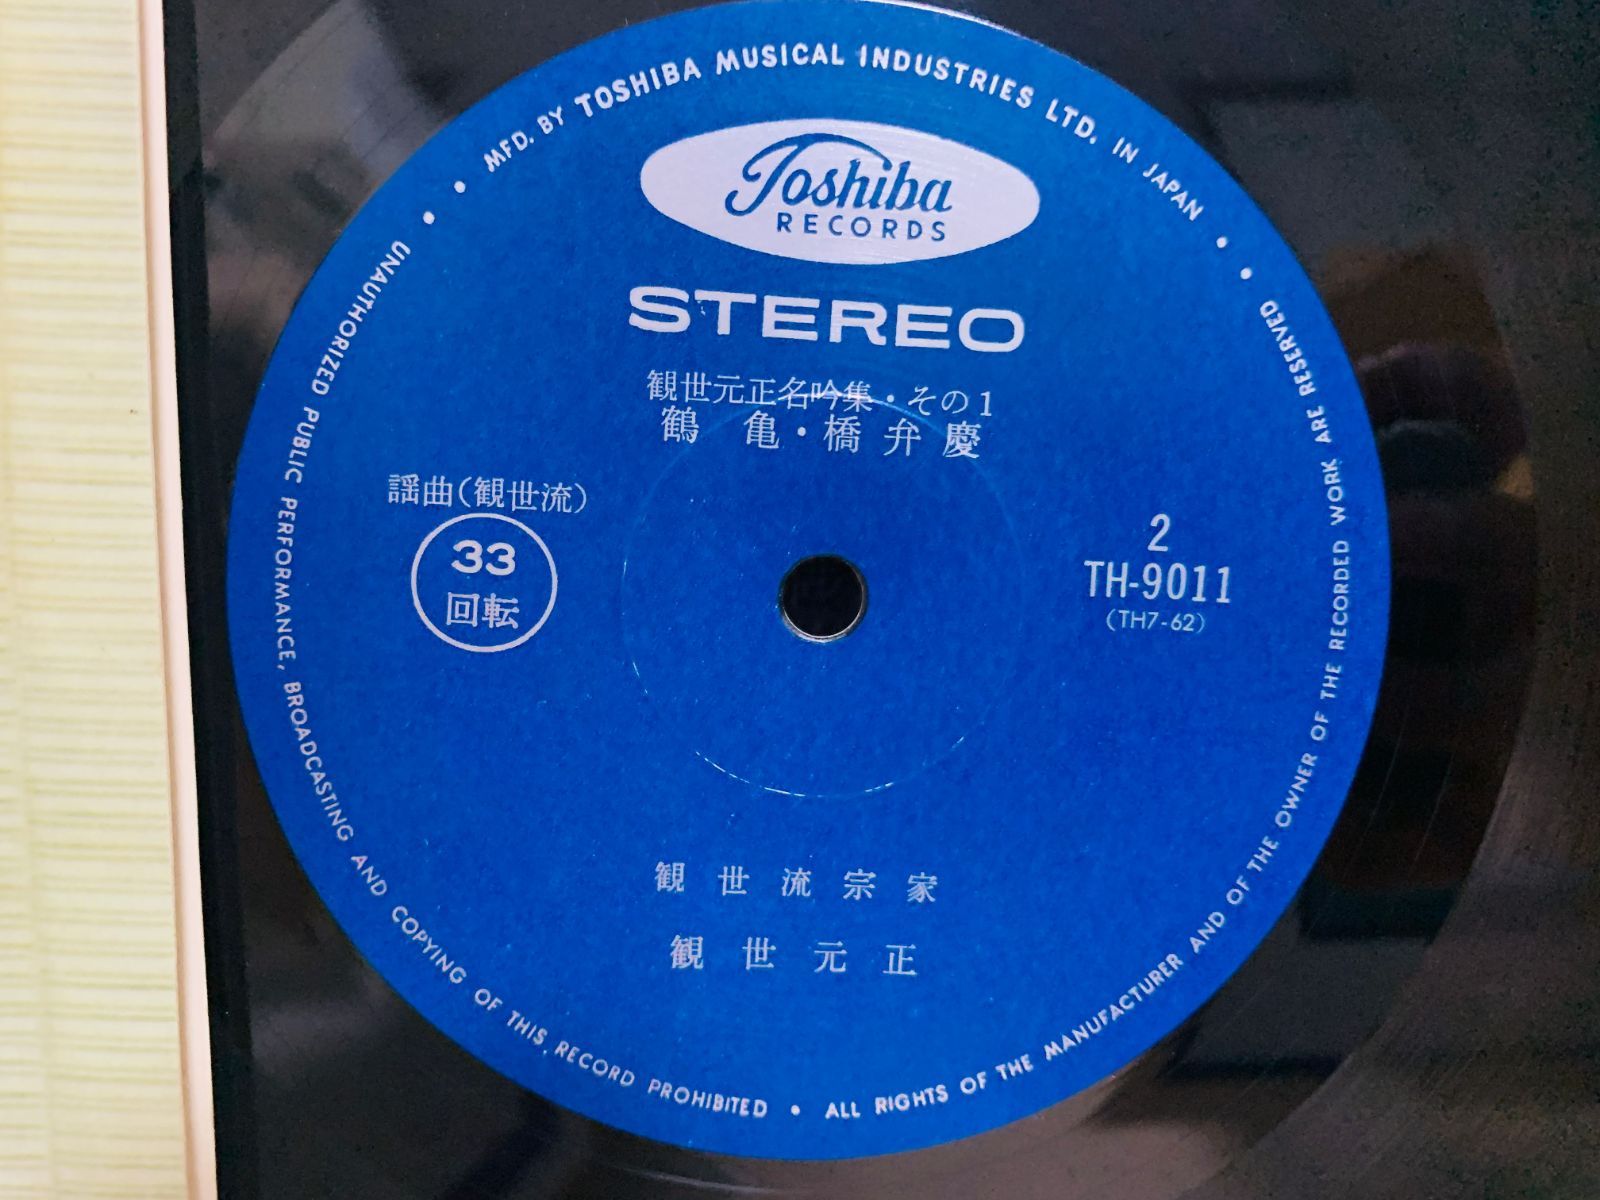 MFD. BY TOSHIBA MUSICAL INDUSTRIES LTD. IN JAPAN
Toshiba
RECORDS
STEREO
観世元正名吟集・その1
鶴亀・橋弁慶
謡曲(観世流)
33
回転
2
TH-9011
(TH7-62)
観世流宗家
観世元正
UNAUTHORIZED PUBLIC PERFORMANCE, BROADCASTING AND COPYING OF THIS RECORD PROHIBITED • ALL RIGHTS OF THE MANUFACTURER AND OF THE OWNER OF THE RECORDED WORK ARE RESERVED